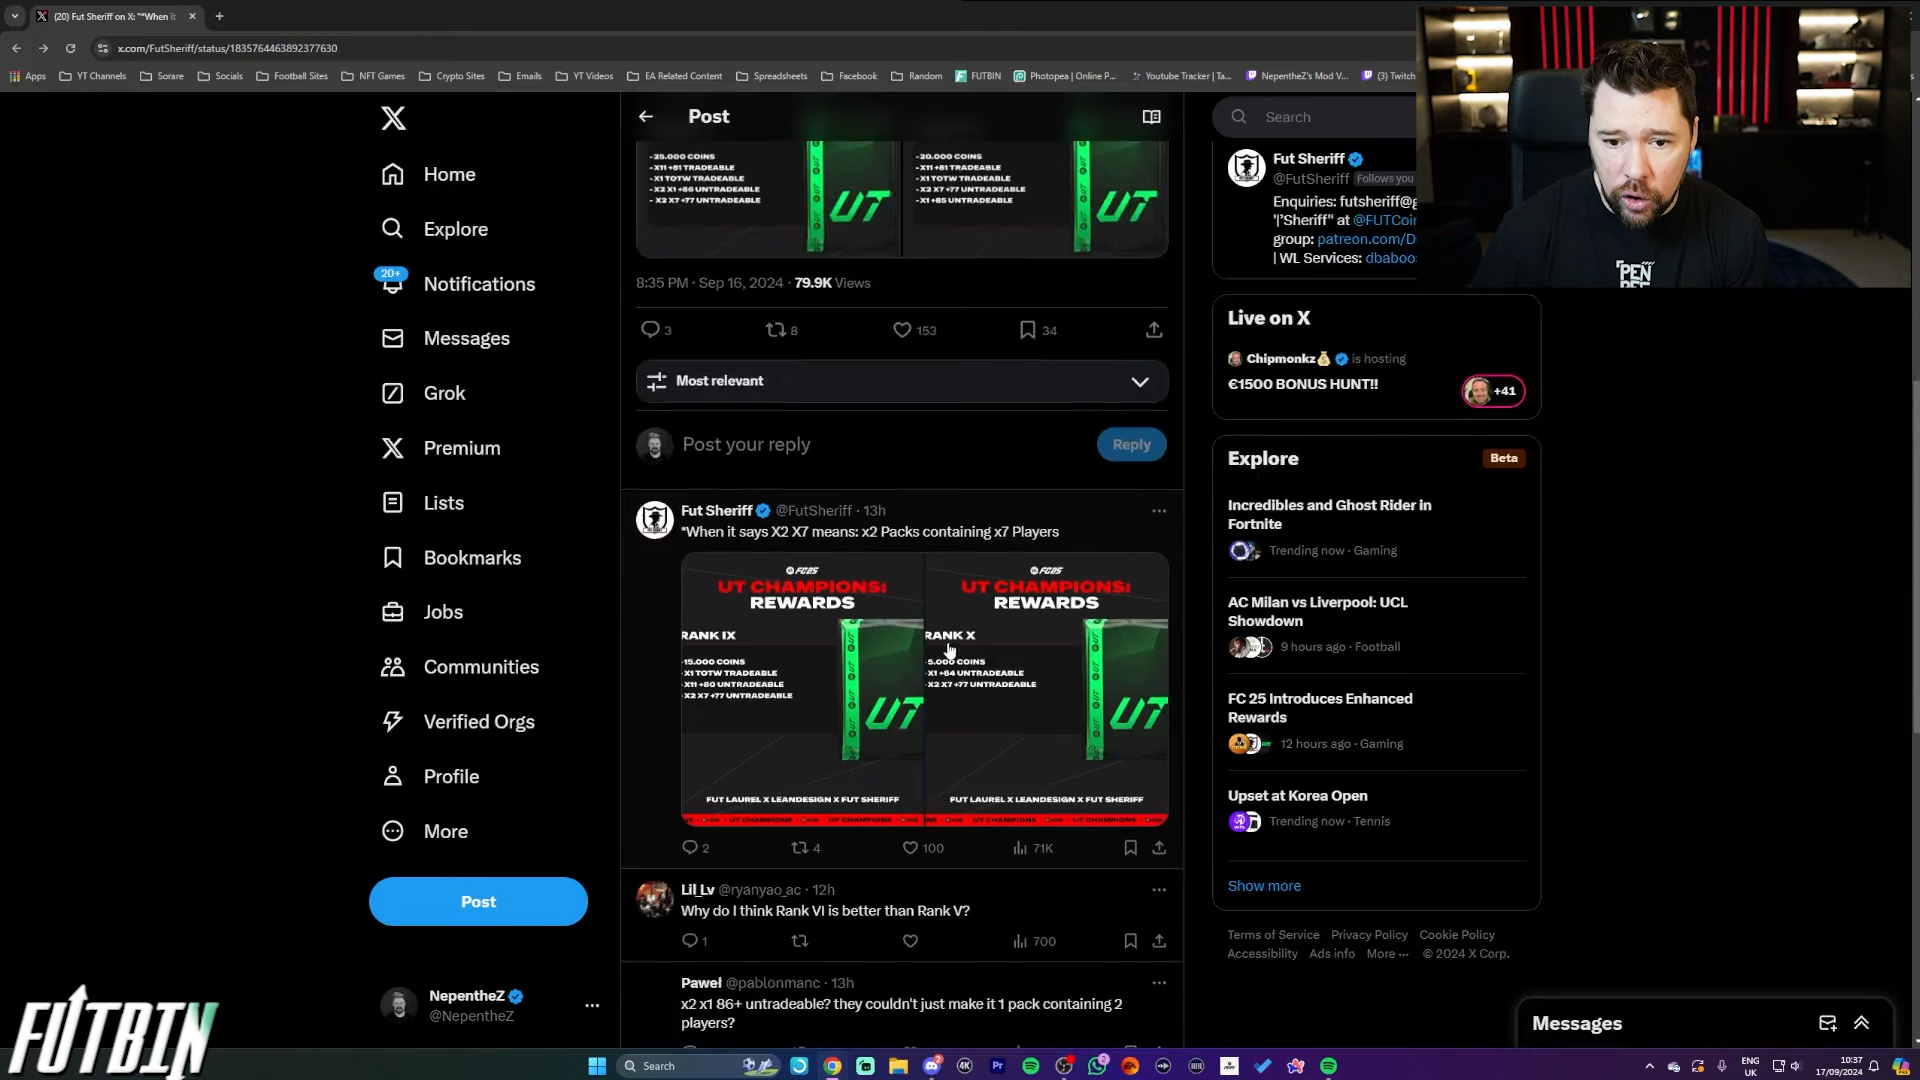 (20) Fut Sheriff on X: "*When it
x.com/FutSheriff/status/1835764463892377630
Apps
YT Channels
Sorare
Socials
Football Sites
NFT Games
Crypto Sites
Emails
YT Videos
EA Related Content
Spreadsheets
Facebook
Random
FUTBIN
Photopea | Online P...
Youtube Tracker | Ta...
NepentheZ's Mod V...
(3) Twitch
Home
Explore
20+
Notifications
Messages
Grok
Premium
Lists
Bookmarks
Jobs
Communities
Verified Orgs
Profile
More
Post
NepentheZ
@NepentheZ
FUTBIN
Post
-25.000 COINS
-X11 +81 TRADEABLE
-X1 TOTW TRADEABLE
-X2 X1 +86 UNTRADEABLE
-X2 X7 +77 UNTRADEABLE
UT
-20.000 COINS
-X11 +81 TRADEABLE
-X1 TOTW TRADEABLE
-X2 X7 +77 UNTRADEABLE
-X1 +85 UNTRADEABLE
UT
8:35 PM · Sep 16, 2024 · 79.9K Views
3
8
153
34
Most relevant
Post your reply
Reply
Fut Sheriff @FutSheriff · 13h
*When it says X2 X7 means: x2 Packs containing x7 Players
FC25
UT CHAMPIONS:
REWARDS
RANK IX
15.000 COINS
X1 TOTW TRADEABLE
X11 +80 UNTRADEABLE
X2 X7 +77 UNTRADEABLE
UT
FUT LAUREL X LEANDESIGN X FUT SHERIFF
UT CHAMPIONS
FC25
UT CHAMPIONS:
REWARDS
RANK X
5.000 COINS
-X1 +84 UNTRADEABLE
-X2 X7 +77 UNTRADEABLE
UT
FUT LAUREL X LEANDESIGN X FUT SHERIFF
UT CHAMPIONS
2
4
100
71K
Lil_Lv @ryanyao_ac · 12h
Why do I think Rank VI is better than Rank V?
1
700
Paweł @pablonmanc · 13h
x2 x1 86+ untradeable? they couldn't just make it 1 pack containing 2
players?
Search
Fut Sheriff
@FutSheriff Follows you
Enquiries: futsheriff@g
'|'Sheriff" at @FUTCoin
group: patreon.com/D
| WL Services: dbaboos
Live on X
Chipmonkz is hosting
€1500 BONUS HUNT!!
+41
Explore
Beta
Incredibles and Ghost Rider in
Fortnite
Trending now · Gaming
AC Milan vs Liverpool: UCL
Showdown
9 hours ago · Football
FC 25 Introduces Enhanced
Rewards
12 hours ago · Gaming
Upset at Korea Open
Trending now · Tennis
Show more
Terms of Service Privacy Policy Cookie Policy
Accessibility Ads info More ··· © 2024 X Corp.
Messages
Search
ENG
UK
10:37
17/09/2024